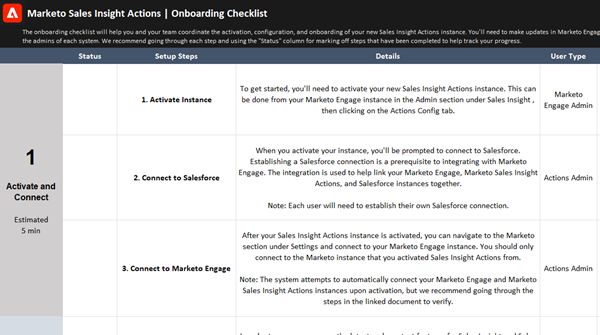 Marketo Sales Insight Actions | Onboarding Checklist
The onboarding checklist will help you and your team coordinate the activation, configuration, and onboarding of your new Sales Insight Actions instance. You'll need to make updates in Marketo Engage
the admins of each system. We recommend going through each step and using the "Status" column for marking off steps that have been completed to help track your progress.
Status Setup Steps Details User Type
1
Activate and
Connect
Estimated
5 min
1. Activate Instance
To get started, you'll need to activate your new Sales Insight Actions instance. This can
be done from your Marketo Engage instance in the Admin section under Sales Insight ,
then clicking on the Actions Config tab.
Marketo
Engage Admin
2. Connect to Salesforce
When you activate your instance, you'll be prompted to connect to Salesforce.
Establishing a Salesforce connection is a prerequisite to integrating with Marketo
Engage. The integration is used to help link your Marketo Engage, Marketo Sales Insight
Actions, and Salesforce instances together.
Note: Each user will need to establish their own Salesforce connection.
Actions Admin
3. Connect to Marketo Engage
After your Sales Insight Actions instance is activated, you can navigate to the Marketo
section under Settings and connect to your Marketo Engage instance. You should only
connect to the Marketo instance that you activated Sales Insight Actions from.
Note: The system attempts to automatically connect your Marketo Engage and Marketo
Sales Insight Actions instances upon activation, but we recommend going through the
steps in the linked document to verify.
Actions Admin